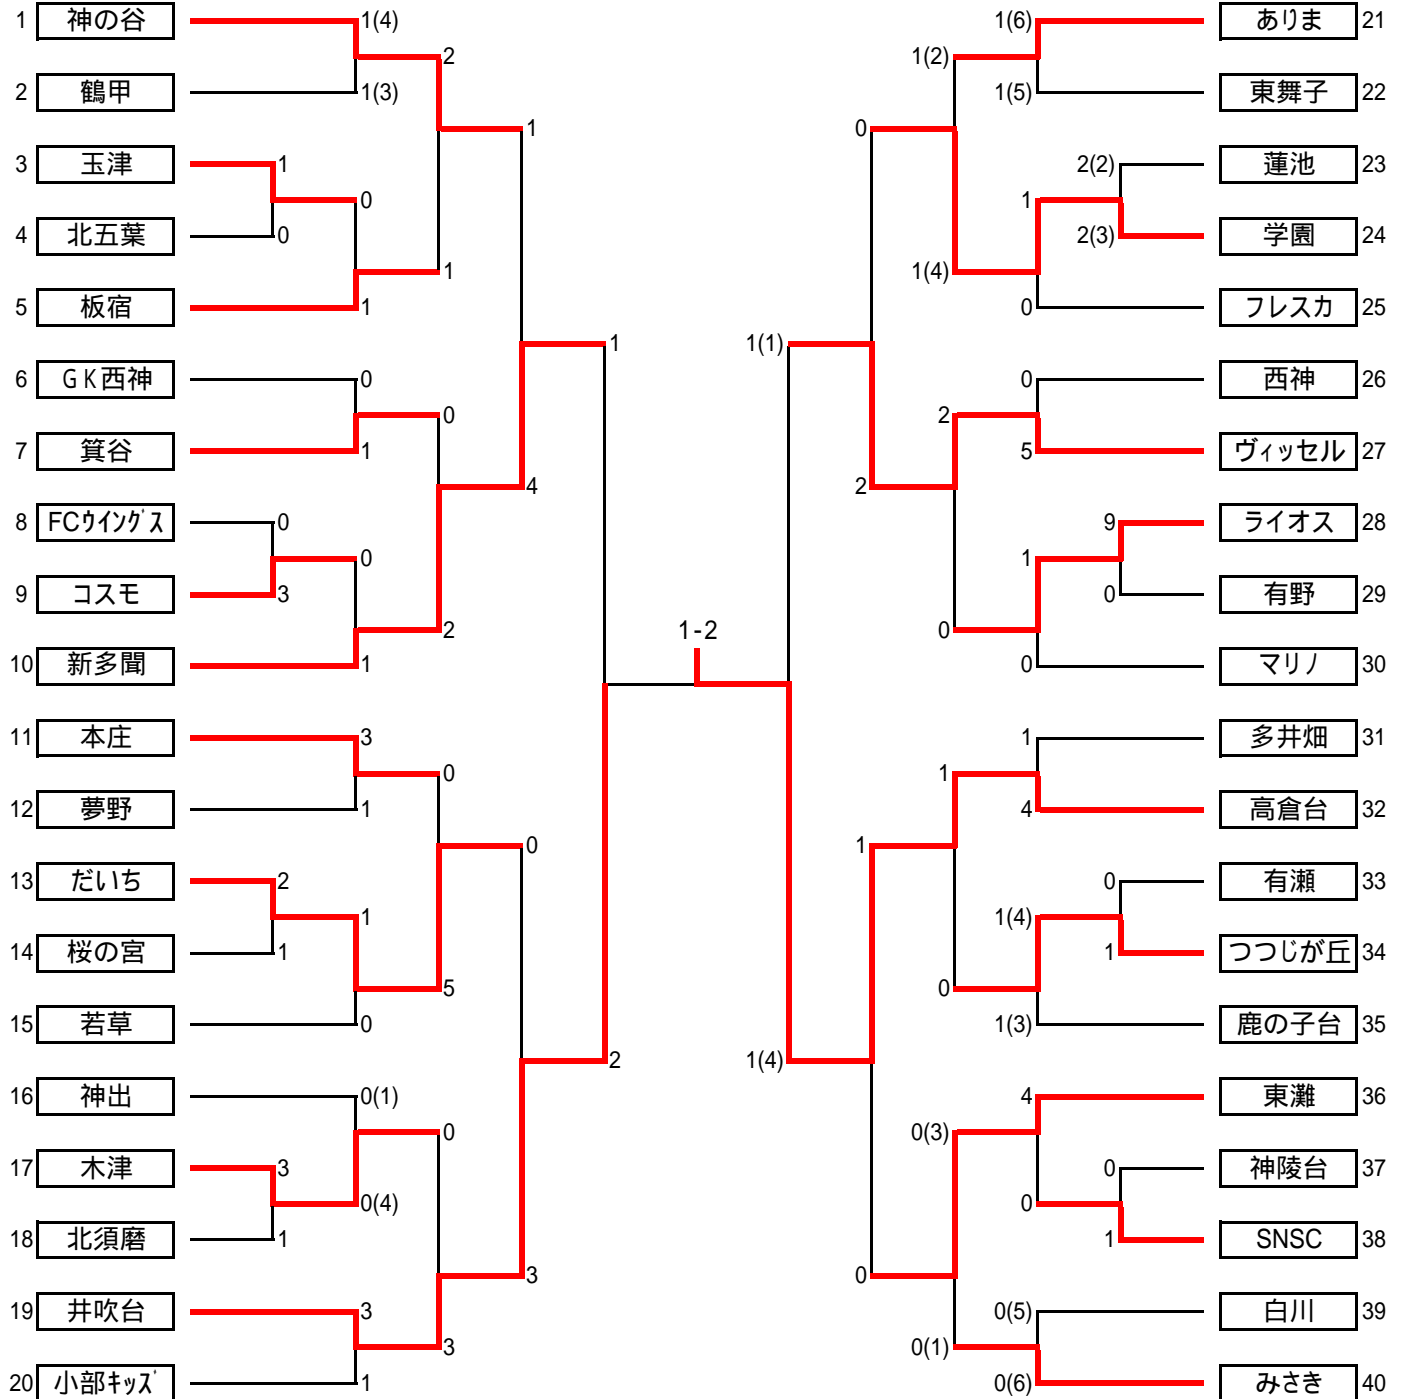 1 神の谷 1(4)
2
2 鶴甲 1(3)
1
3 玉津 1
0
4 北五葉 0
1
5 板宿 1
1
6 GK西神 0
0
7 箕谷 1
4
8 FCウイングス 0
0
9 コスモ 3
2
10 新多聞 1
11 本庄 3
0
12 夢野 1
0
13 だいち 2
1
14 桜の宮 1
5
15 若草 0
2
16 神出 0(1)
0
17 木津 3
0(4)
18 北須磨 1
3
19 井吹台 3
3
20 小部キッズ 1
1-2
1(6) ありま 21
1(2)
1(5) 東舞子 22
0
2(2) 蓮池 23
1
2(3) 学園 24
1(4)
0 フレスカ 25
1(1)
0 西神 26
2
5 ヴィッセル 27
2
9 ライオス 28
1
0 有野 29
0
0 マリノ 30
1 多井畑 31
1
4 高倉台 32
1
0 有瀬 33
1(4)
1 つつじが丘 34
0
1(3) 鹿の子台 35
1(4)
4 東灘 36
0(3)
0 神陵台 37
0
1 SNSC 38
0
0(5) 白川 39
0(1)
0(6) みさき 40